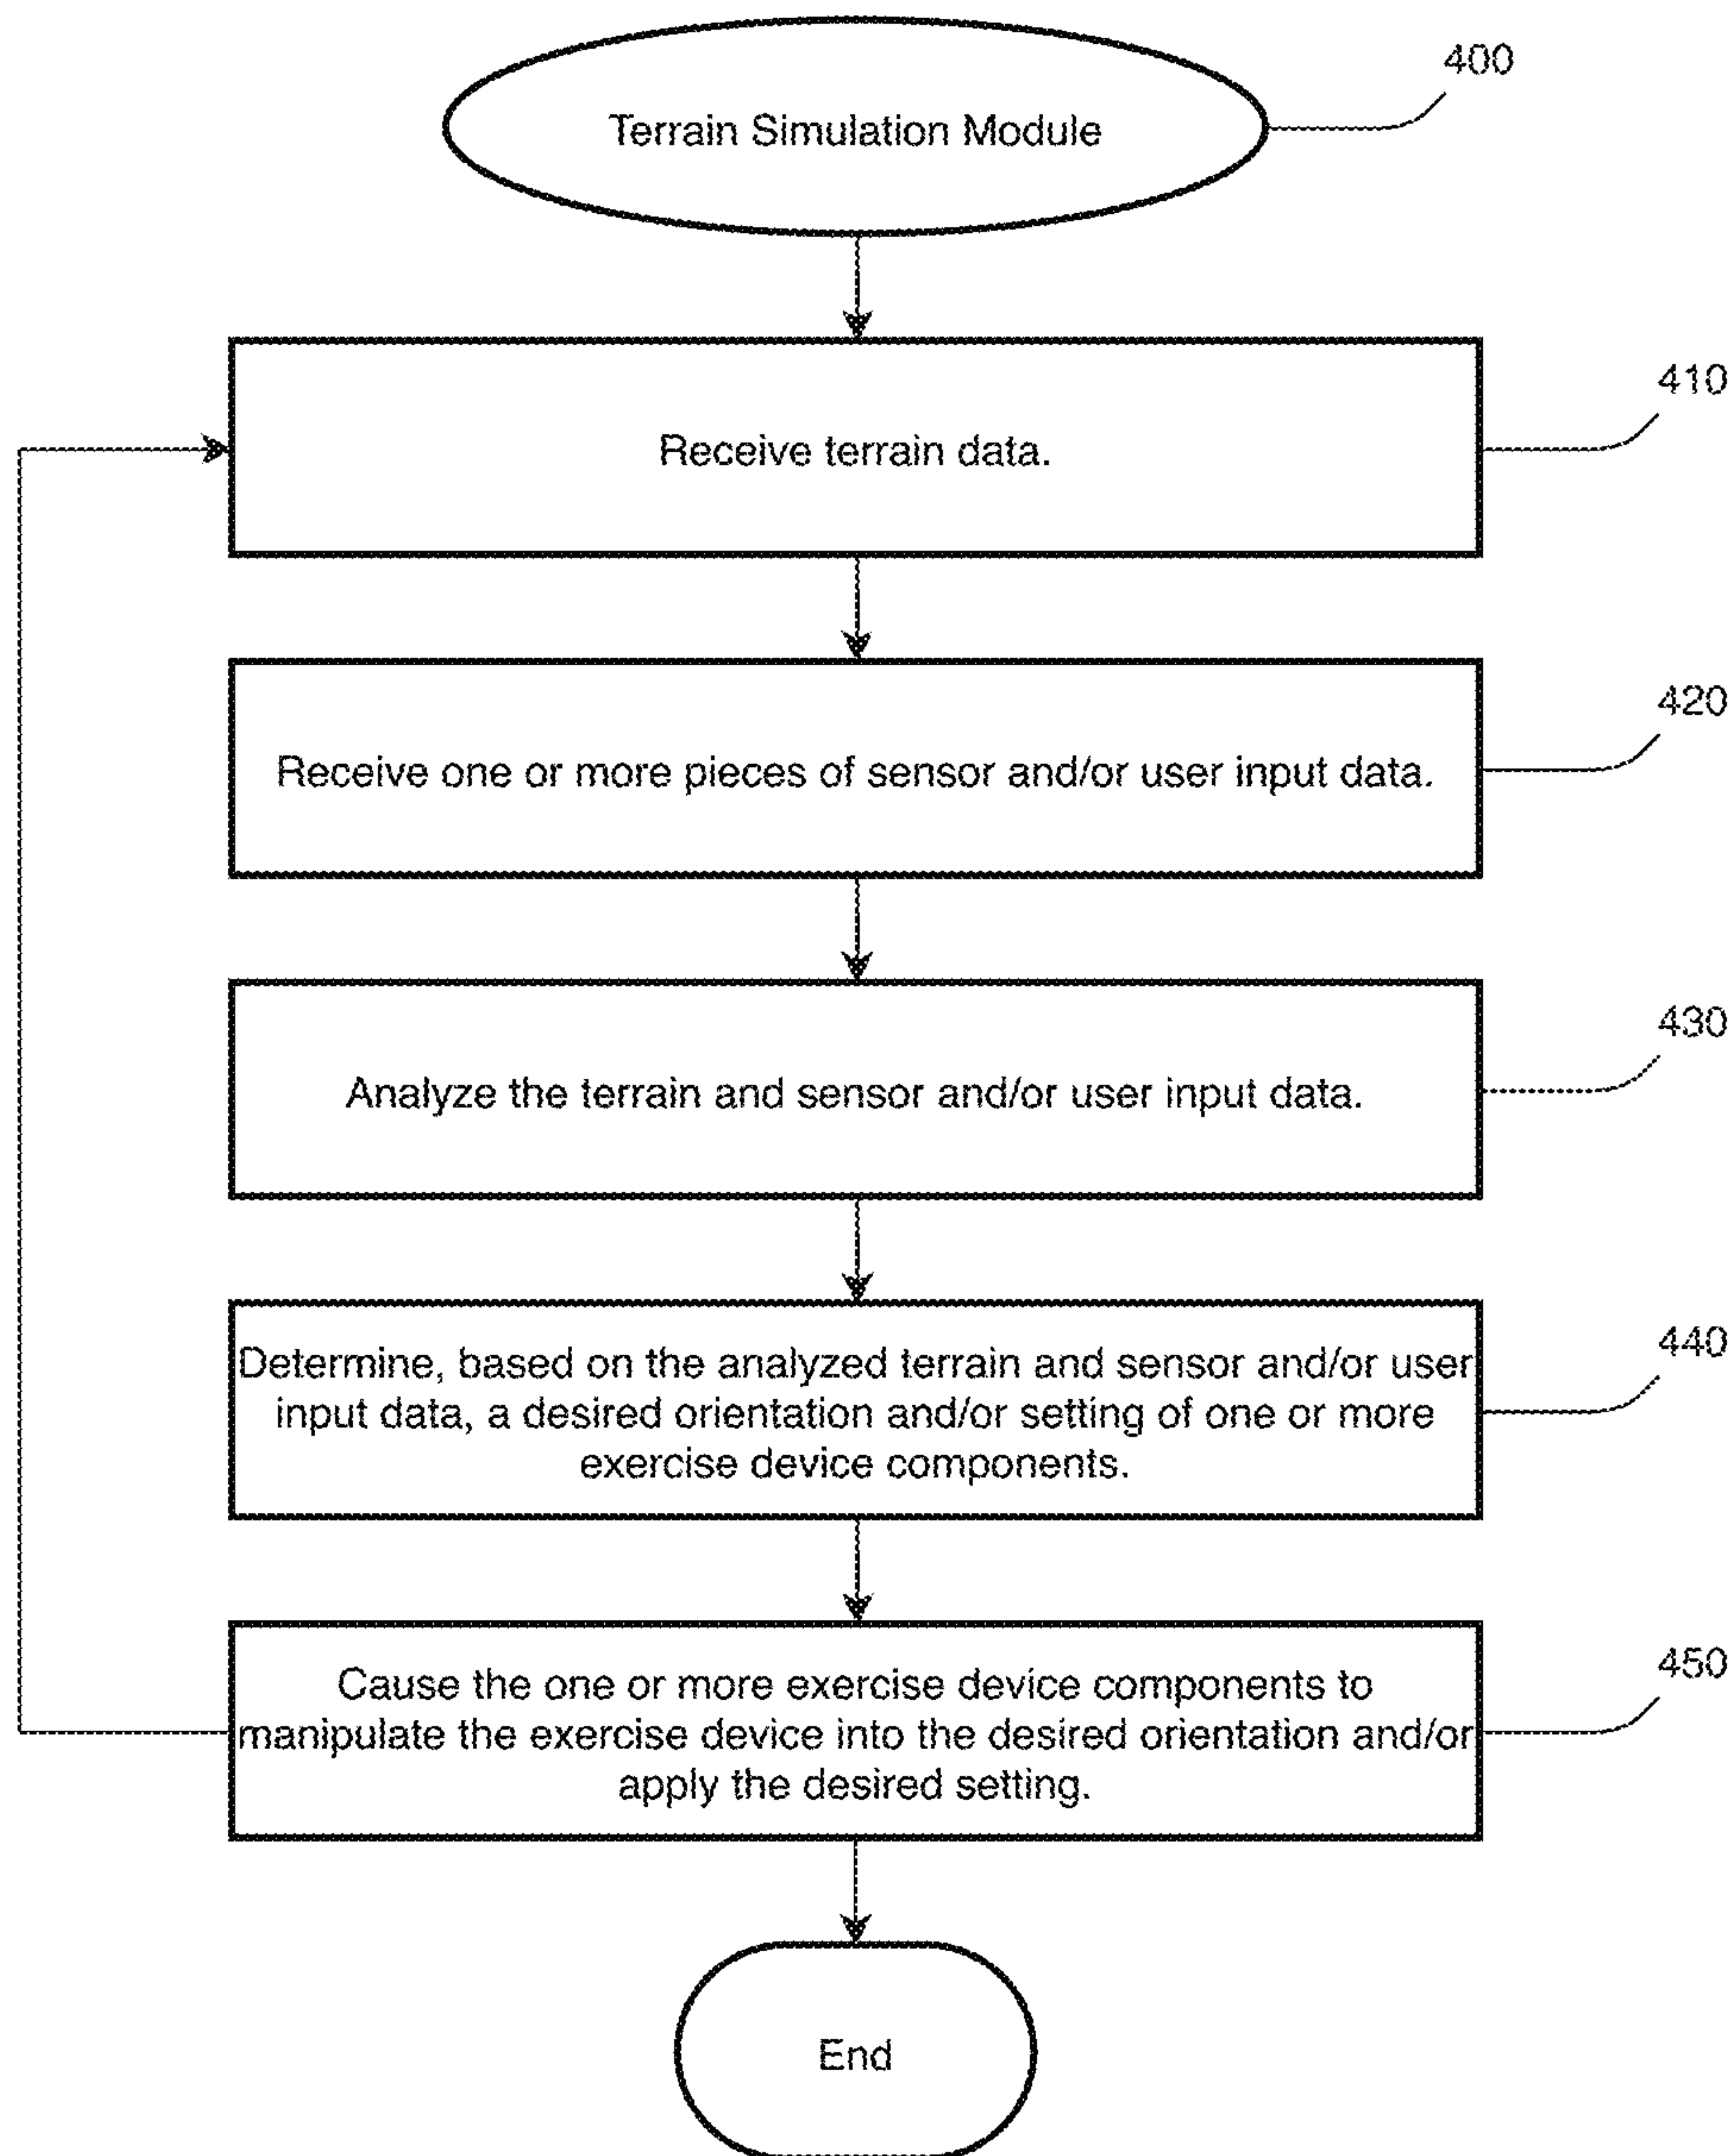 400
Terrain Simulation Module
410
Receive terrain data.
420
Receive one or more pieces of sensor and/or user input data.
430
Analyze the terrain and sensor and/or user input data.
440
Determine, based on the analyzed terrain and sensor and/or user
input data, a desired orientation and/or setting of one or more
exercise device components.
450
Cause the one or more exercise device components to
manipulate the exercise device into the desired orientation and/or
apply the desired setting.
End